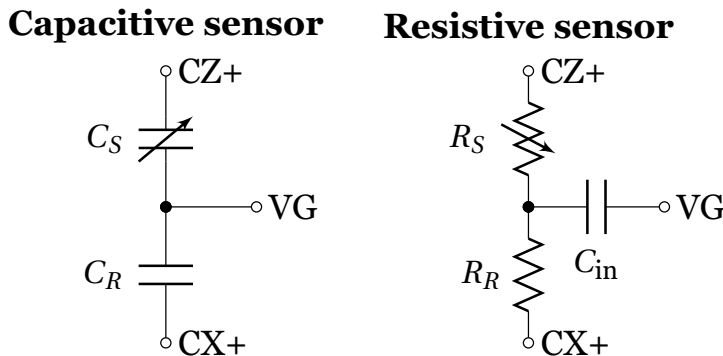 Capacitive sensor
CZ+
C_S
VG
C_R
CX+
Resistive sensor
CZ+
R_S
VG
C_in
R_R
CX+